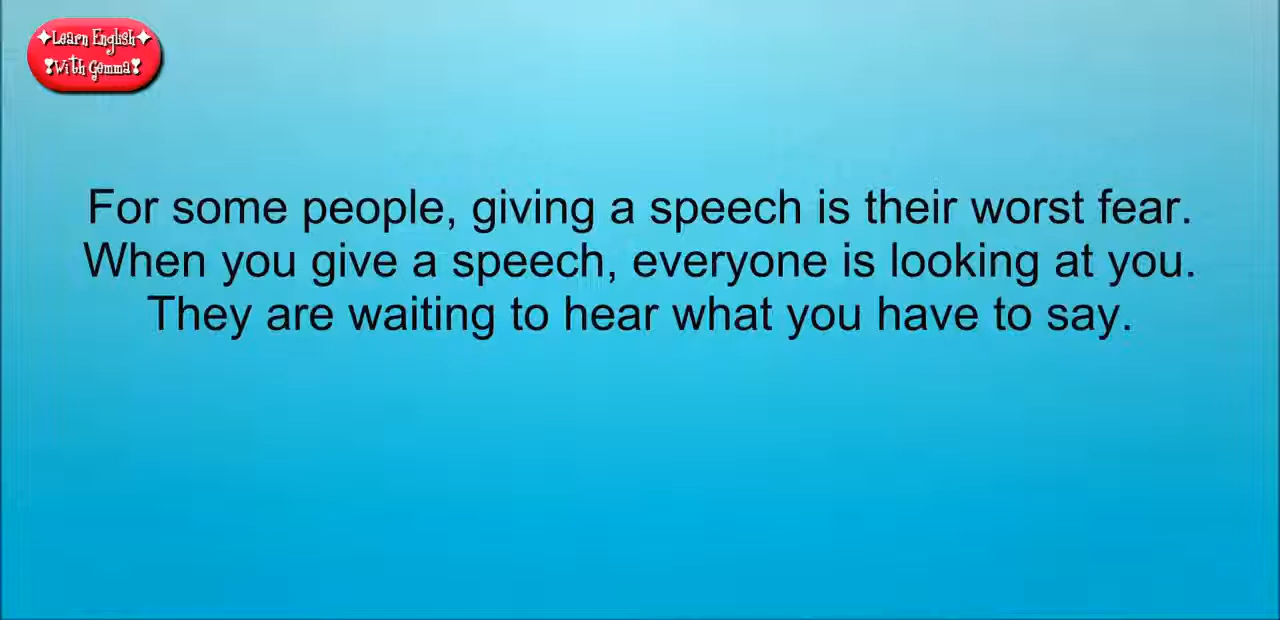 ✦Learn English✦
❣With Gemma❣
For some people, giving a speech is their worst fear.
When you give a speech, everyone is looking at you.
They are waiting to hear what you have to say.